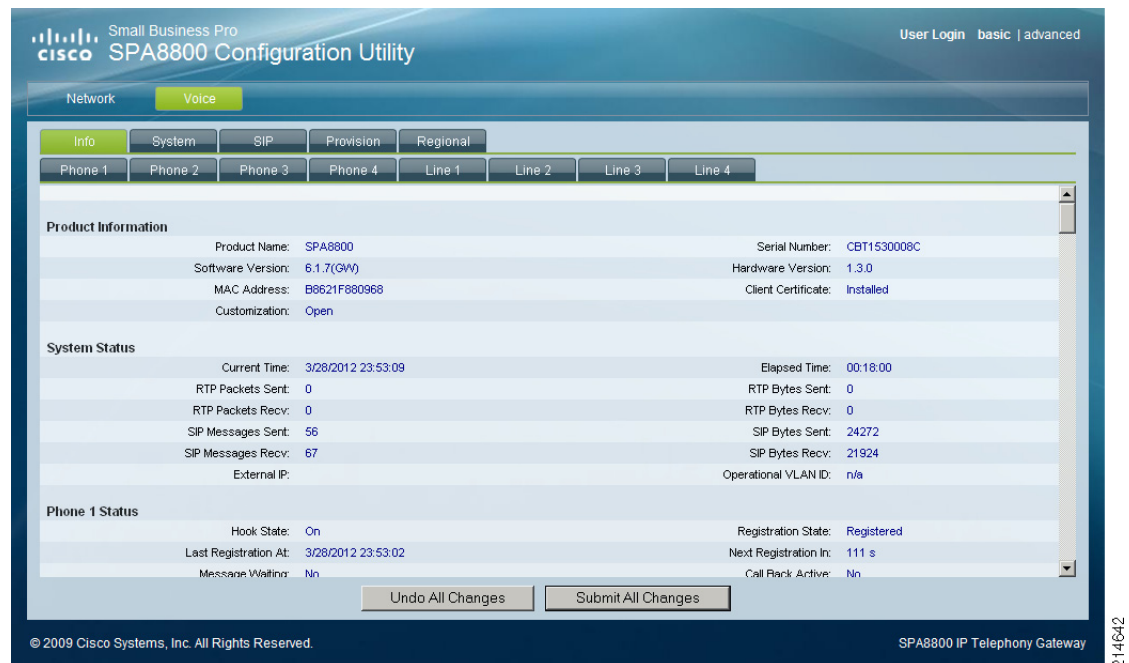 Small Business Pro
cisco SPA8800 Configuration Utility
User Login basic | advanced
Network Voice
Info System SIP Provision Regional
Phone 1 Phone 2 Phone 3 Phone 4 Line 1 Line 2 Line 3 Line 4
Product Information
Product Name: SPA8800 Serial Number: CBT1530008C
Software Version: 6.1.7(GW) Hardware Version: 1.3.0
MAC Address: B8621F880968 Client Certificate: Installed
Customization: Open
System Status
Current Time: 3/28/2012 23:53:09 Elapsed Time: 00:18:00
RTP Packets Sent: 0 RTP Bytes Sent: 0
RTP Packets Recv: 0 RTP Bytes Recv: 0
SIP Messages Sent: 56 SIP Bytes Sent: 24272
SIP Messages Recv: 67 SIP Bytes Recv: 21924
External IP: Operational VLAN ID: n/a
Phone 1 Status
Hook State: On Registration State: Registered
Last Registration At: 3/28/2012 23:53:02 Next Registration In: 111 s
Message Waiting: No Call Back Active: No
Undo All Changes Submit All Changes
© 2009 Cisco Systems, Inc. All Rights Reserved. SPA8800 IP Telephony Gateway
214642